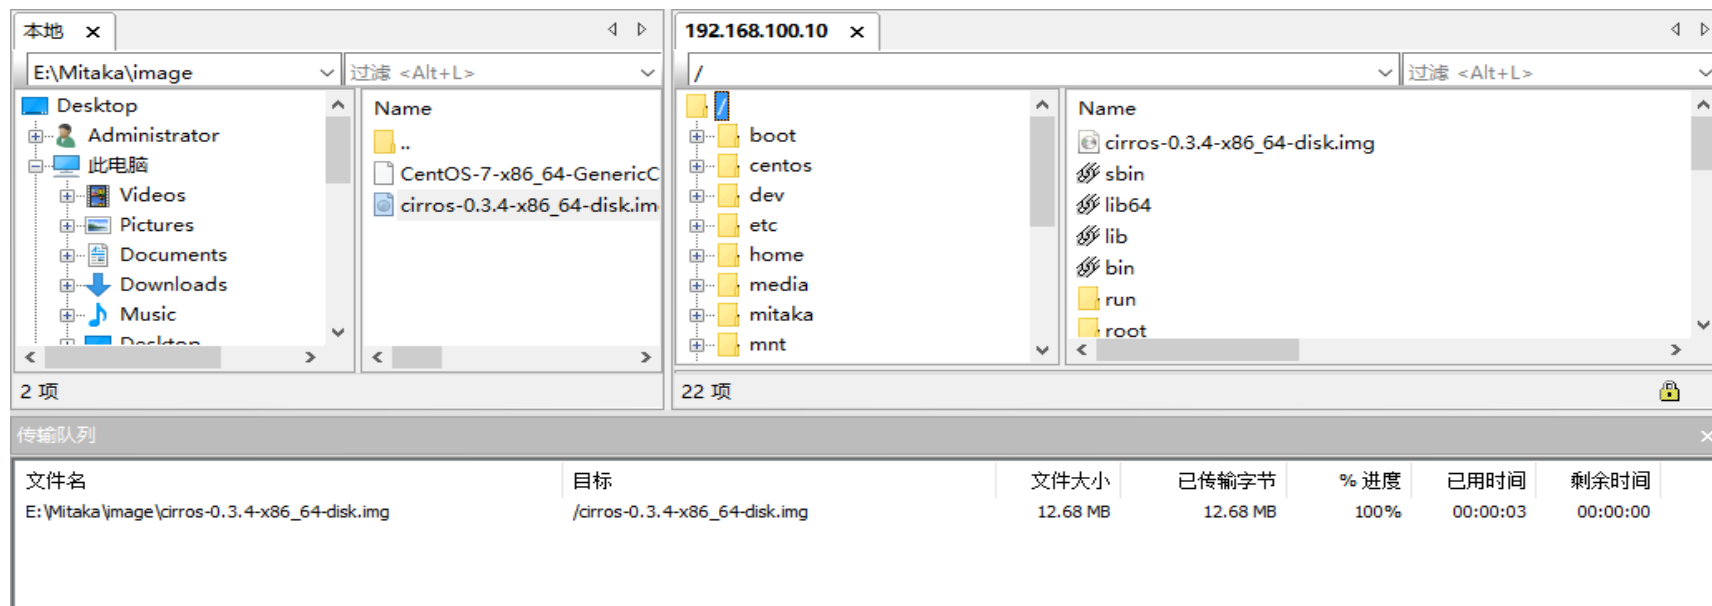 本地
E:\Mitaka\image
过滤 <Alt+L>
Desktop
Administrator
此电脑
Videos
Pictures
Documents
Downloads
Music
Desktop
Name
..
CentOS-7-x86_64-GenericC
cirros-0.3.4-x86_64-disk.im
2 项
192.168.100.10
/
过滤 <Alt+L>
/
boot
centos
dev
etc
home
media
mitaka
mnt
Name
cirros-0.3.4-x86_64-disk.img
sbin
lib64
lib
bin
run
root
22 项
传输队列
文件名 目标 文件大小 已传输字节 % 进度 已用时间 剩余时间
E:\Mitaka\image\cirros-0.3.4-x86_64-disk.img /cirros-0.3.4-x86_64-disk.img 12.68 MB 12.68 MB 100% 00:00:03 00:00:00